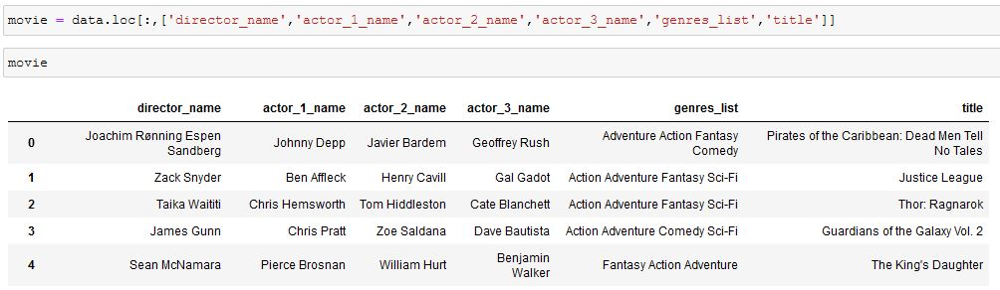 movie = data.loc[:,['director_name','actor_1_name','actor_2_name','actor_3_name','genres_list','title']]
movie
director_name actor_1_name actor_2_name actor_3_name genres_list title
0 Joachim Rønning Espen Sandberg Johnny Depp Javier Bardem Geoffrey Rush Adventure Action Fantasy Comedy Pirates of the Caribbean: Dead Men Tell No Tales
1 Zack Snyder Ben Affleck Henry Cavill Gal Gadot Action Adventure Fantasy Sci-Fi Justice League
2 Taika Waititi Chris Hemsworth Tom Hiddleston Cate Blanchett Action Adventure Fantasy Sci-Fi Thor: Ragnarok
3 James Gunn Chris Pratt Zoe Saldana Dave Bautista Action Adventure Comedy Sci-Fi Guardians of the Galaxy Vol. 2
4 Sean McNamara Pierce Brosnan William Hurt Benjamin Walker Fantasy Action Adventure The King's Daughter